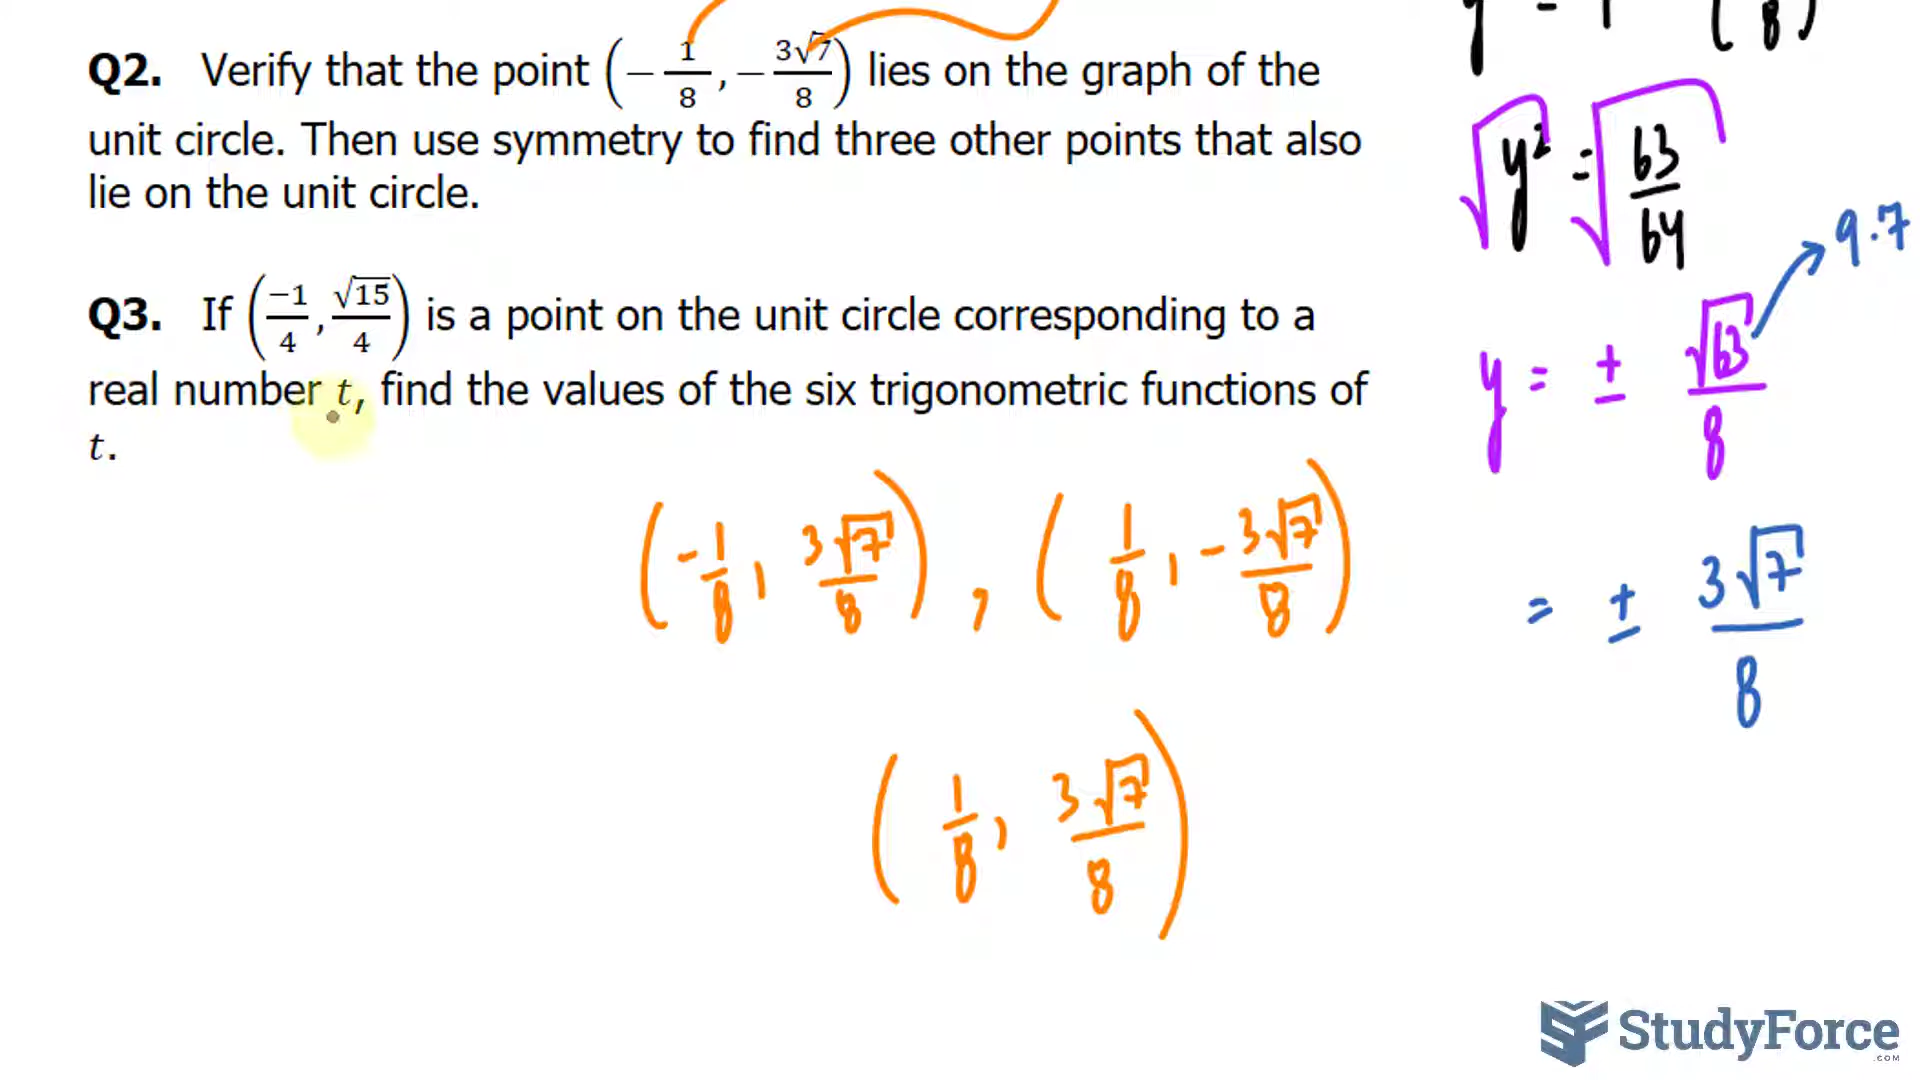 Q2. Verify that the point (−1/8, −3√7/8) lies on the graph of the
unit circle. Then use symmetry to find three other points that also
lie on the unit circle.
Q3. If (−1/4, √15/4) is a point on the unit circle corresponding to a
real number t, find the values of the six trigonometric functions of
t.
(−1/8, 3√7/8), (1/8, −3√7/8)
(1/8, 3√7/8)
√y² = √63/64
9.7
y = ± √63/8
= ± 3√7/8
StudyForce
.COM